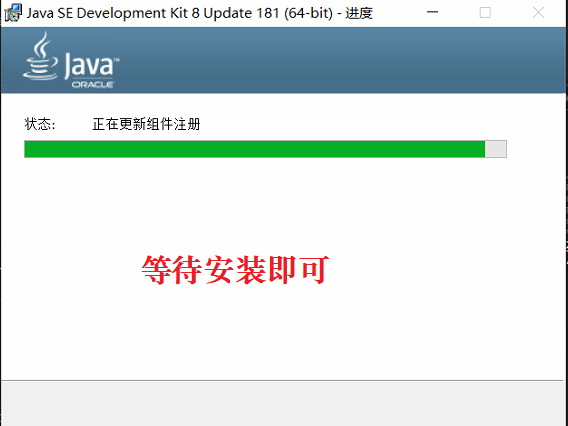 Java SE Development Kit 8 Update 181 (64-bit) - 进度
Java™
ORACLE
状态: 正在更新组件注册
等待安装即可